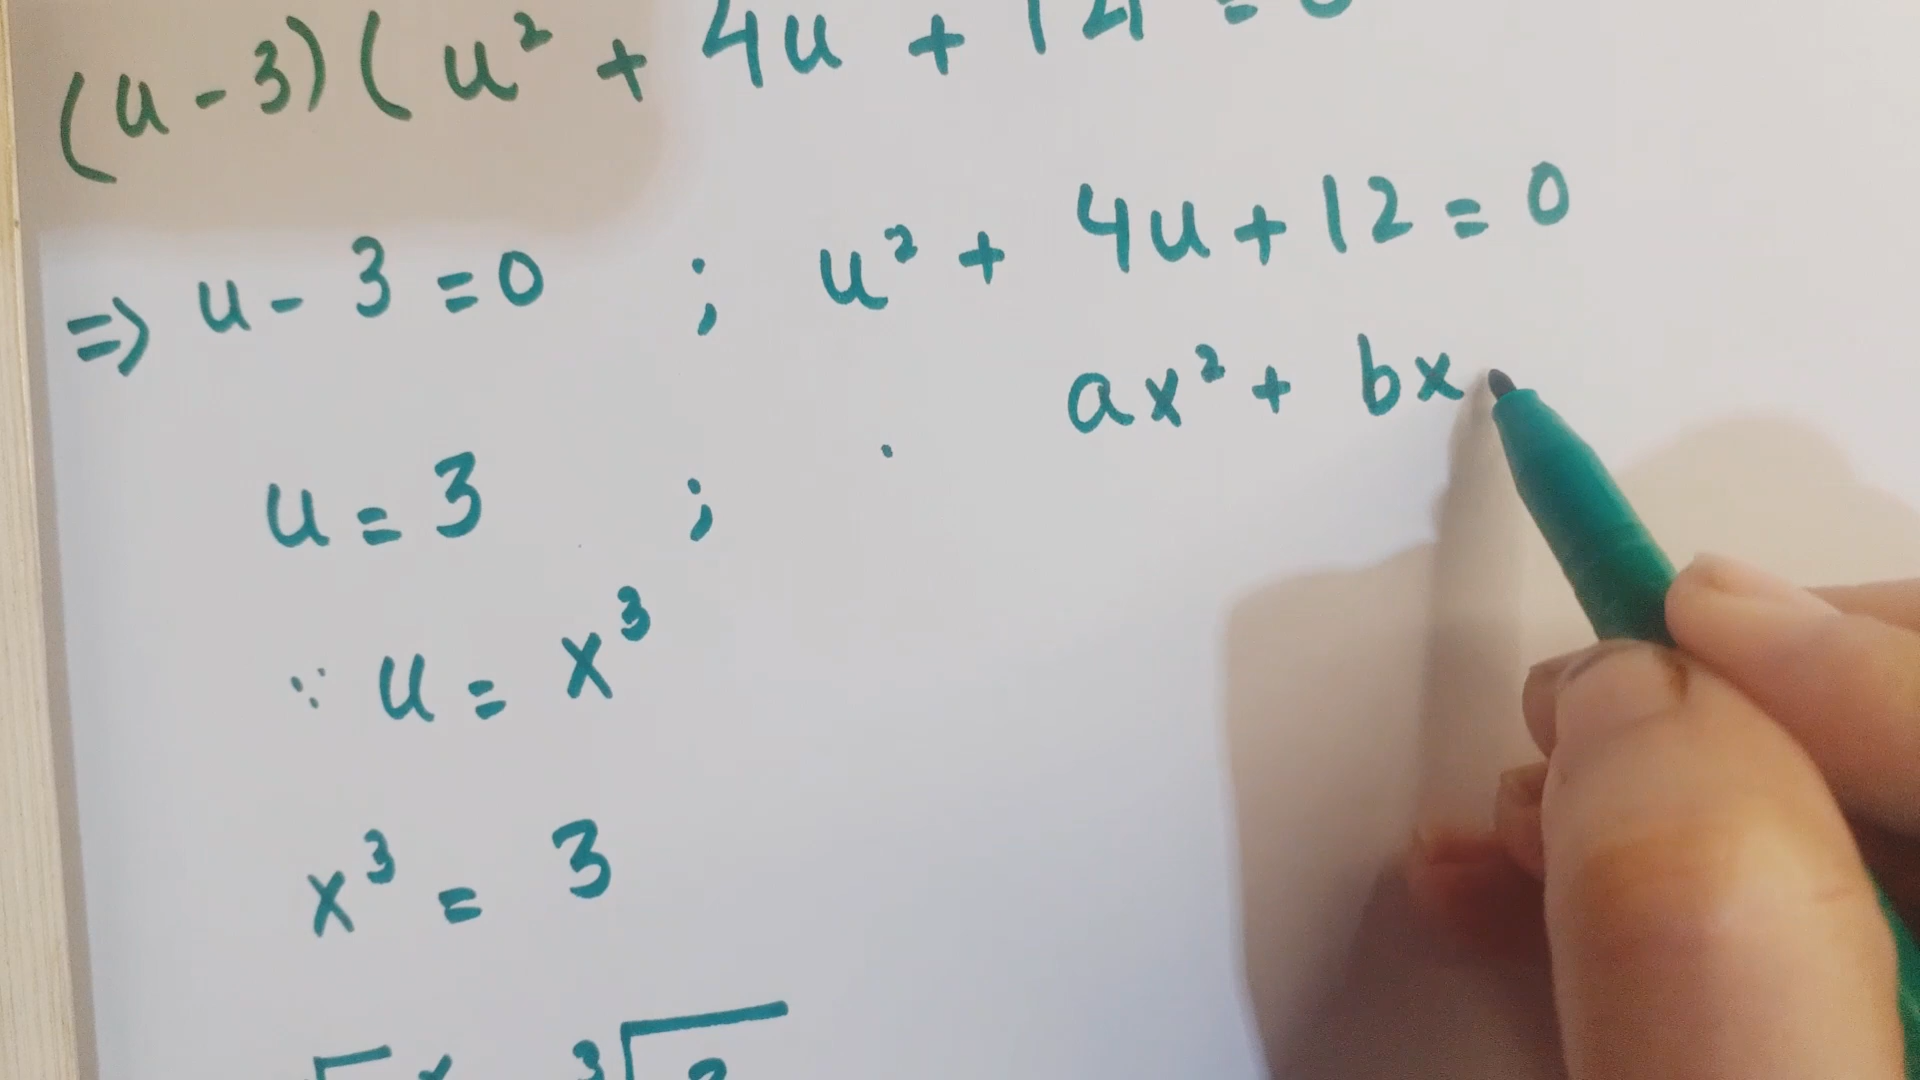 (u-3)(u² + 4u + 12 = 0
=> u - 3 = 0 ; u² + 4u + 12 = 0
ax² + bx
u = 3 ;
∵ u = x³
x³ = 3